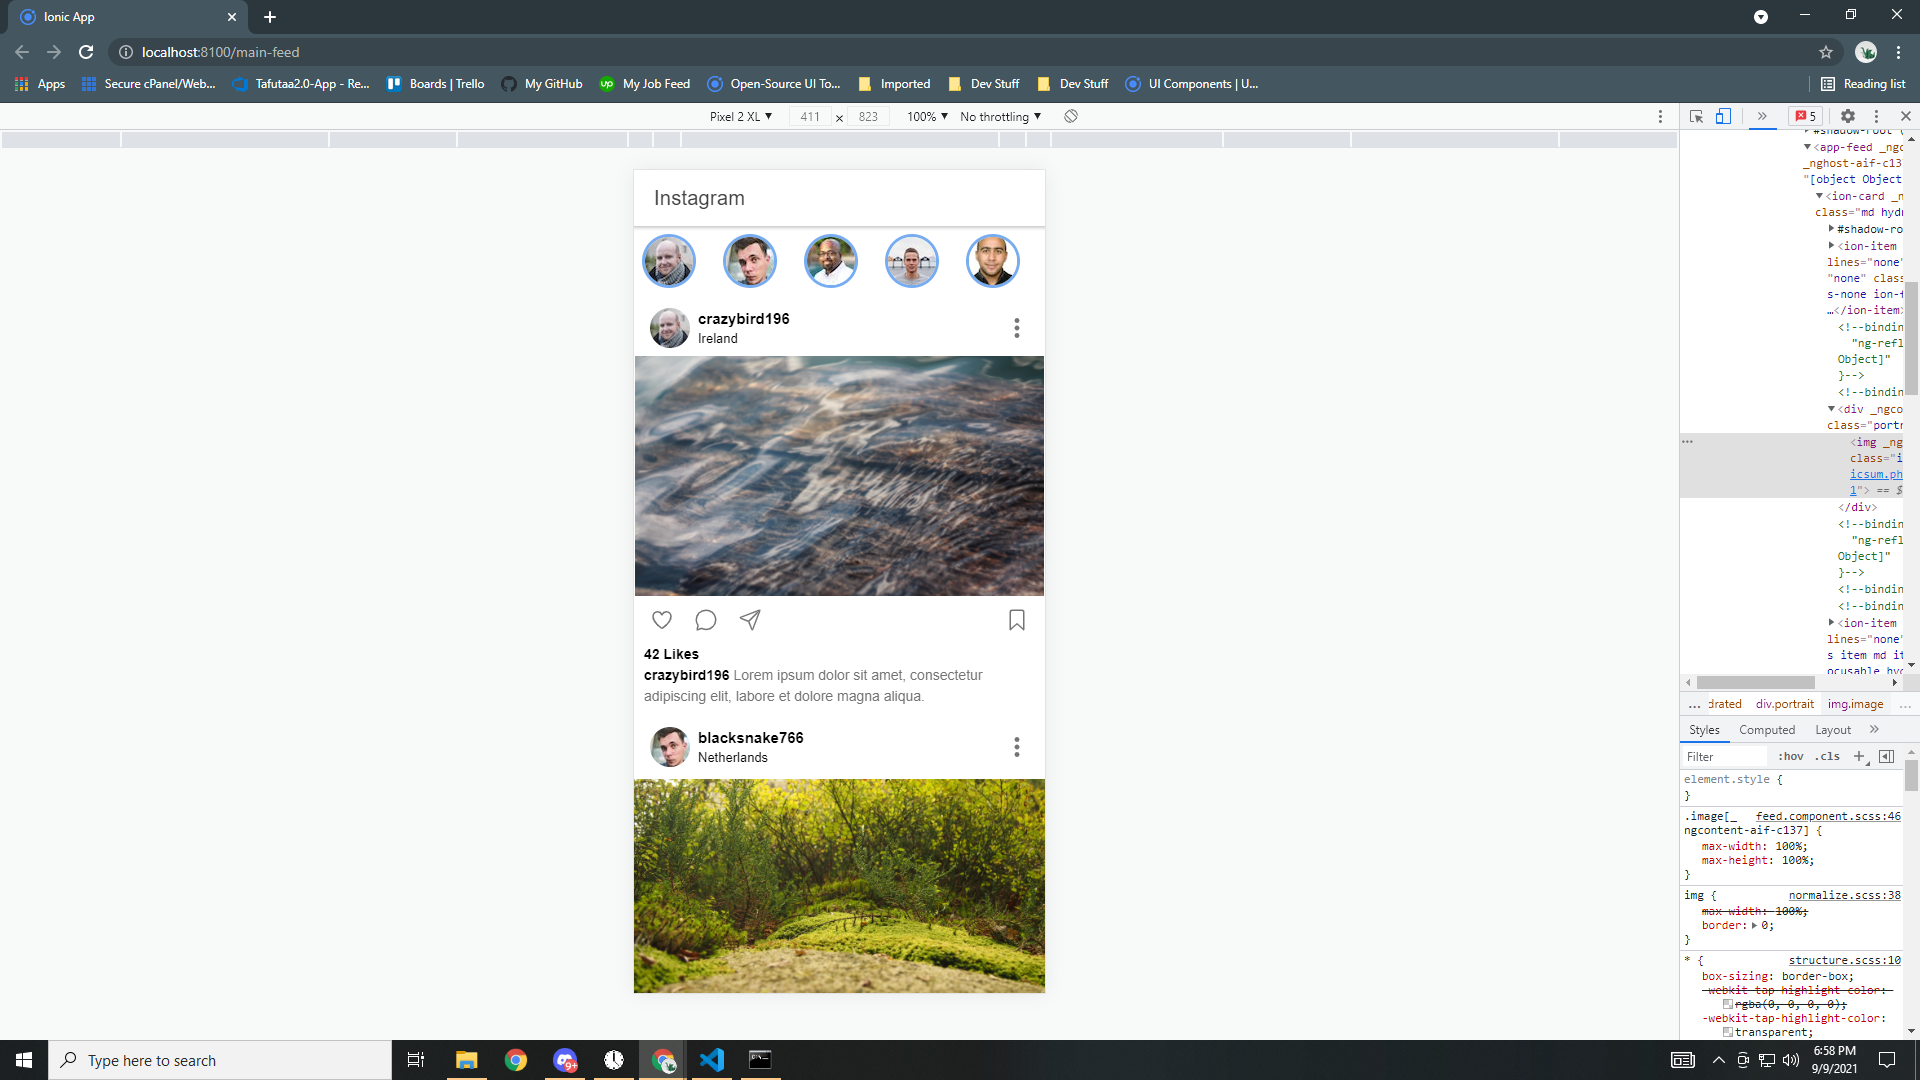 Ionic App
localhost:8100/main-feed
Apps
Secure cPanel/Web...
Tafutaa2.0-App - Re...
Boards | Trello
My GitHub
up
My Job Feed
Open-Source UI To...
Imported
Dev Stuff
Dev Stuff
UI Components | U...
Reading list
Pixel 2 XL
411 × 823
100%
No throttling
5
Instagram
crazybird196
Ireland
42 Likes
crazybird196 Lorem ipsum dolor sit amet, consectetur
adipiscing elit, labore et dolore magna aliqua.
blacksnake766
Netherlands
#shadow-root (
<app-feed _ngc
_nghost-aif-c13
"[object Object
<ion-card _n
class="md hydr
#shadow-ro
<ion-item
lines="none"
"none" class
s-none ion-f
…</ion-item>
<!--bindin
"ng-refl
Object]"
}-->
<!--bindin
<div _ngco
class="portr
<img _ng
class="i
icsum.ph
1"> == $
</div>
<!--bindin
"ng-refl
Object]"
}-->
<!--bindin
<!--bindin
<ion-item
lines="none"
s item md it
ocusable hyd
... drated div.portrait img.image ...
Styles Computed Layout
Filter :hov .cls
element.style {
}
.image[_ feed.component.scss:46
ngcontent-aif-c137] {
max-width: 100%;
max-height: 100%;
}
img { normalize.scss:38
max-width: 100%;
border: 0;
}
* { structure.scss:10
box-sizing: border-box;
-webkit-tap-highlight-color:
rgba(0, 0, 0, 0);
-webkit-tap-highlight-color:
transparent;
Type here to search
9+
6:58 PM
9/9/2021